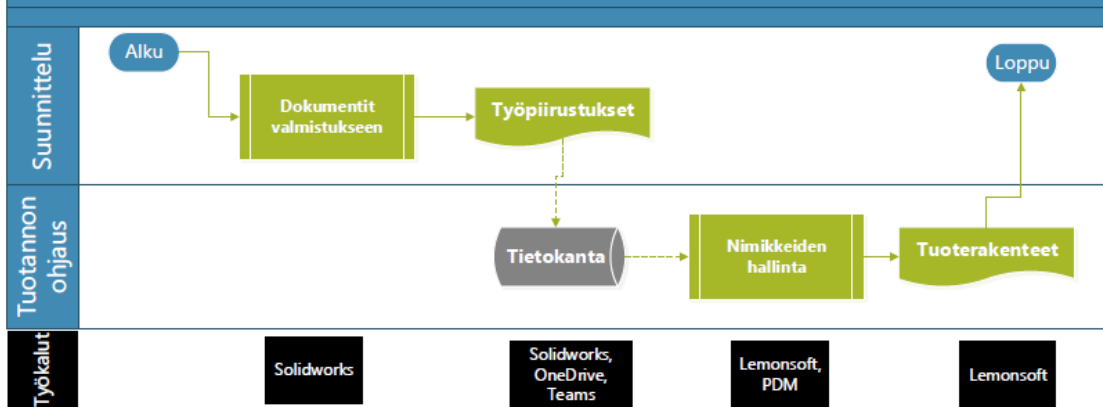 Suunnittelu
Alku
Dokumentit
valmistukseen
Työpiirustukset
Loppu
Tuotannon
ohjaus
Tietokanta
Nimikkeiden
hallinta
Tuoterakenteet
Työkalut
Solidworks
Solidworks,
OneDrive,
Teams
Lemonsoft,
PDM
Lemonsoft